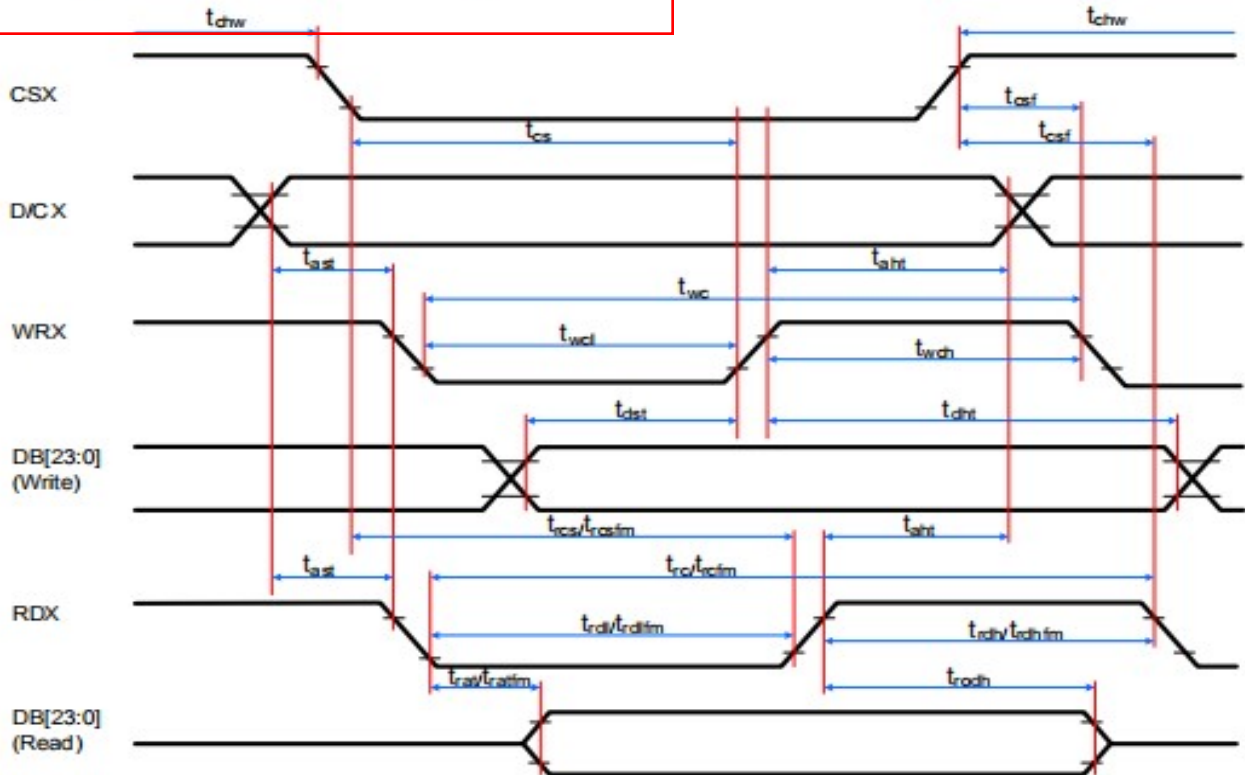 tchw tchw
CSX
tcsf
tcs tcsf
D/CX
tast taht
twc
WRX
twcl twch
tdst tdht
DB[23:0]
(Write)
trcs/trcsfm taht
tast trc/trcfm
RDX
trdl/trdlfm trdh/trdhfm
trat/tratfm trodh
DB[23:0]
(Read)